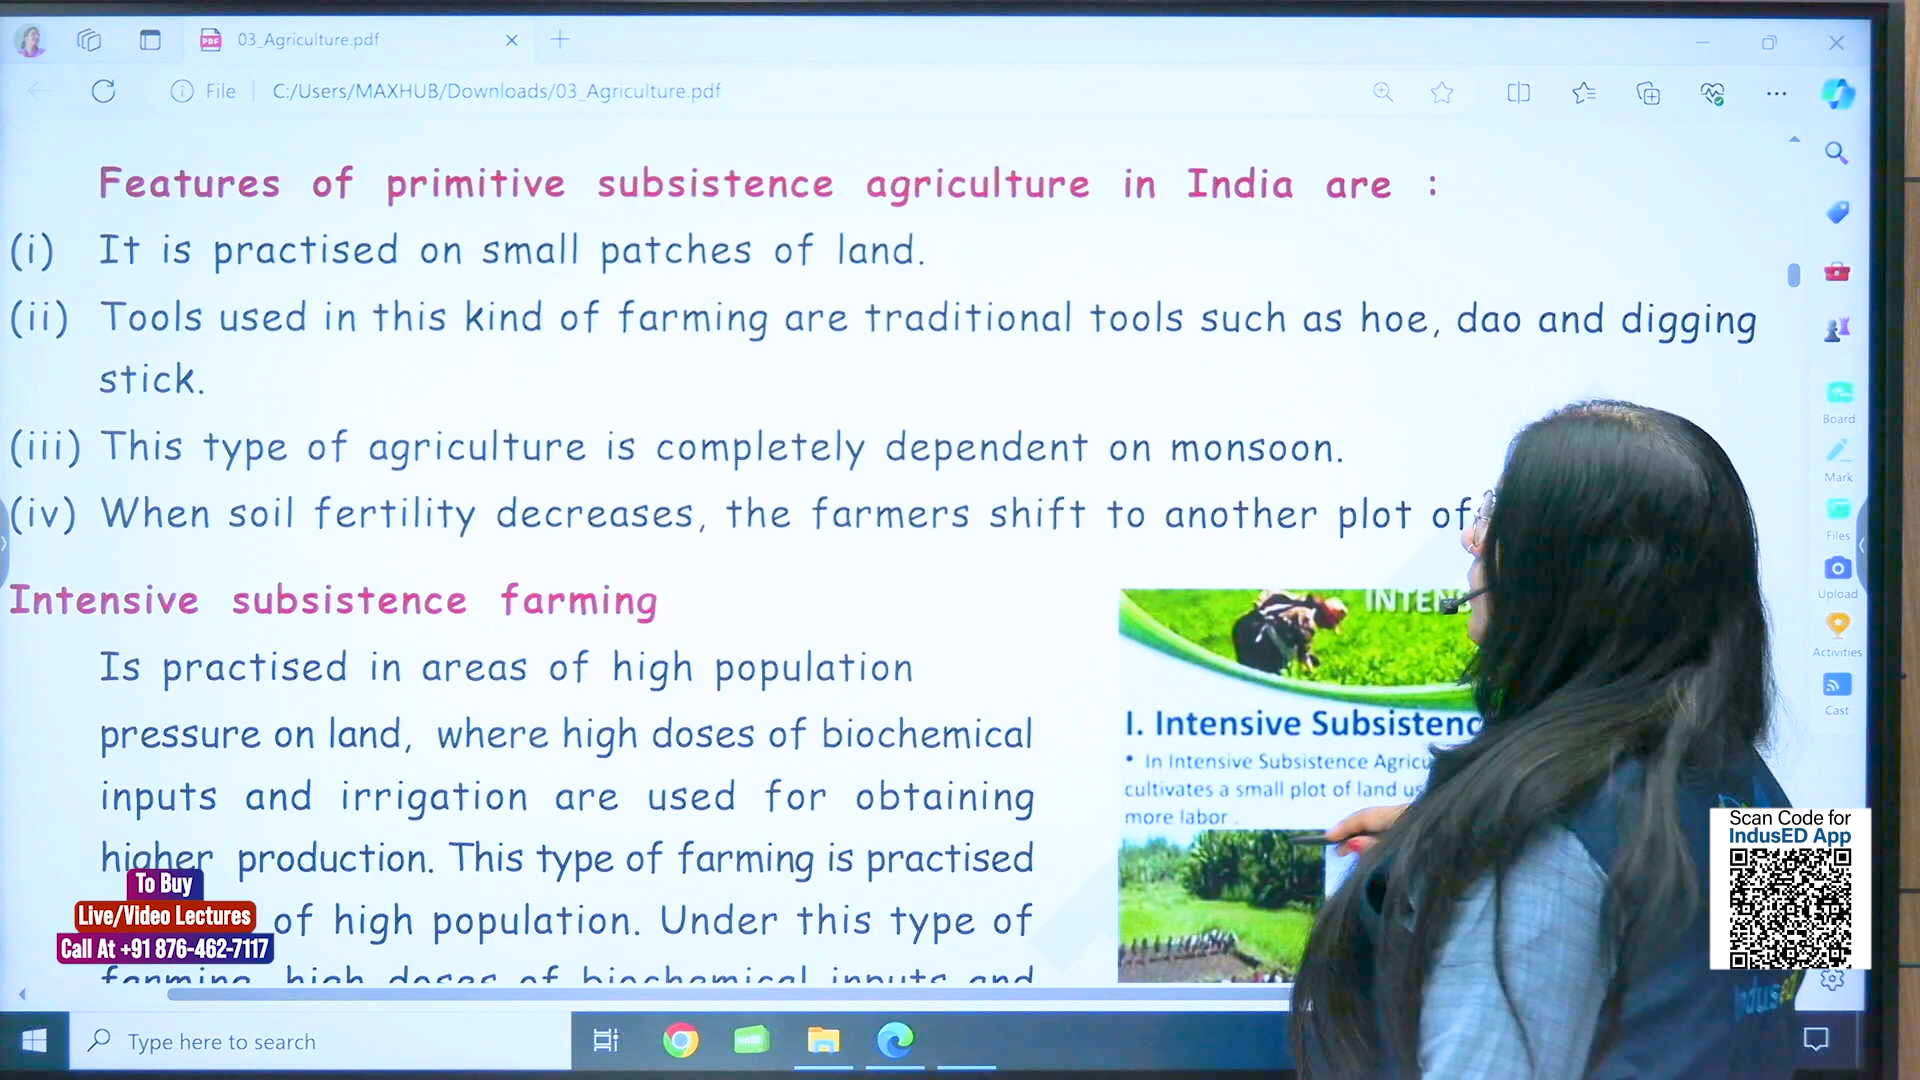 03_Agriculture.pdf
File
C:/Users/MAXHUB/Downloads/03_Agriculture.pdf
Features of primitive subsistence agriculture in India are :
(i) It is practised on small patches of land.
(ii) Tools used in this kind of farming are traditional tools such as hoe, dao and digging
stick.
(iii) This type of agriculture is completely dependent on monsoon.
(iv) When soil fertility decreases, the farmers shift to another plot of
Intensive subsistence farming
Is practised in areas of high population
pressure on land, where high doses of biochemical
inputs and irrigation are used for obtaining
higher production. This type of farming is practised
of high population. Under this type of
farming, high doses of biochemical inputs and
I. Intensive Subsistenc
• In Intensive Subsistence Agricu
cultivates a small plot of land us
more labor .
Board
Mark
Files
Upload
Activities
Cast
Scan Code for
IndusED App
To Buy
Live/Video Lectures
Call At +91 876-462-7117
Type here to search